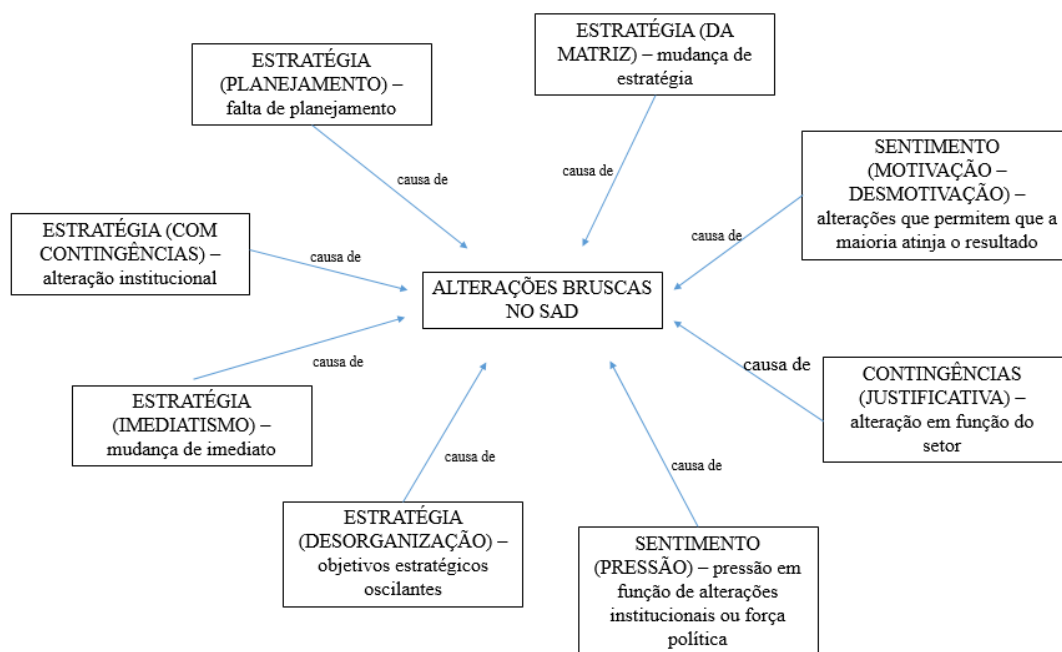 ESTRATÉGIA
(PLANEJAMENTO) –
falta de planejamento
ESTRATÉGIA (DA
MATRIZ) – mudança de
estratégia
causa de
causa de
SENTIMENTO
(MOTIVAÇÃO –
DESMOTIVAÇÃO) –
alterações que permitem que a
maioria atinja o resultado
causa de
ESTRATÉGIA (COM
CONTINGÊNCIAS) –
alteração institucional
causa de
ALTERAÇÕES BRUSCAS
NO SAD
causa de
ESTRATÉGIA
(IMEDIATISMO) –
mudança de imediato
causa de
CONTINGÊNCIAS
(JUSTIFICATIVA) –
alteração em função do
setor
causa de
ESTRATÉGIA
(DESORGANIZAÇÃO) –
objetivos estratégicos
oscilantes
causa de
SENTIMENTO
(PRESSÃO) – pressão em
função de alterações
institucionais ou força
política